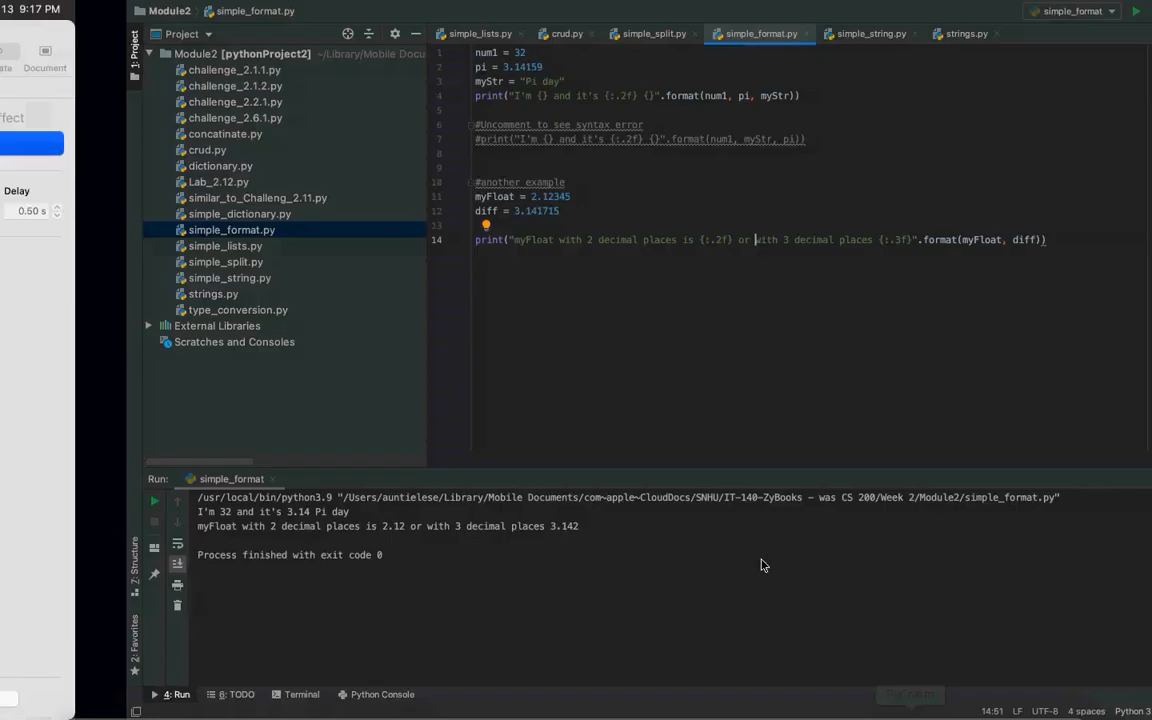 13 9:17 PM
Document
Delay
0.50 s
Module2 simple_format.py
simple_format
Project
simple_lists.py
crud.py
simple_split.py
simple_format.py
simple_string.py
strings.py
1: Project
Module2 [pythonProject2] ~/Library/Mobile Docu
challenge_2.1.1.py
challenge_2.1.2.py
challenge_2.2.1.py
challenge_2.6.1.py
concatinate.py
crud.py
dictionary.py
Lab_2.12.py
similar_to_Challeng_2.11.py
simple_dictionary.py
simple_format.py
simple_lists.py
simple_split.py
simple_string.py
strings.py
type_conversion.py
External Libraries
Scratches and Consoles
1 num1 = 32
2 pi = 3.14159
3 myStr = "Pi day"
4 print("I'm {} and it's {:.2f} {}".format(num1, pi, myStr))
5
6 #Uncomment to see syntax error
7 #print("I'm {} and it's {:.2f} {}".format(num1, myStr, pi))
8
9
10 #another example
11 myFloat = 2.12345
12 diff = 3.141715
13
14 print("myFloat with 2 decimal places is {:.2f} or with 3 decimal places {:.3f}".format(myFloat, diff))
Run: simple_format
/usr/local/bin/python3.9 "/Users/auntielese/Library/Mobile Documents/com~apple~CloudDocs/SNHU/IT-140-ZyBooks - was CS 200/Week 2/Module2/simple_format.py"
I'm 32 and it's 3.14 Pi day
myFloat with 2 decimal places is 2.12 or with 3 decimal places 3.142
Process finished with exit code 0
Z: Structure
2: Favorites
4: Run
6: TODO
Terminal
Python Console
14:51 LF UTF-8 4 spaces Python 3